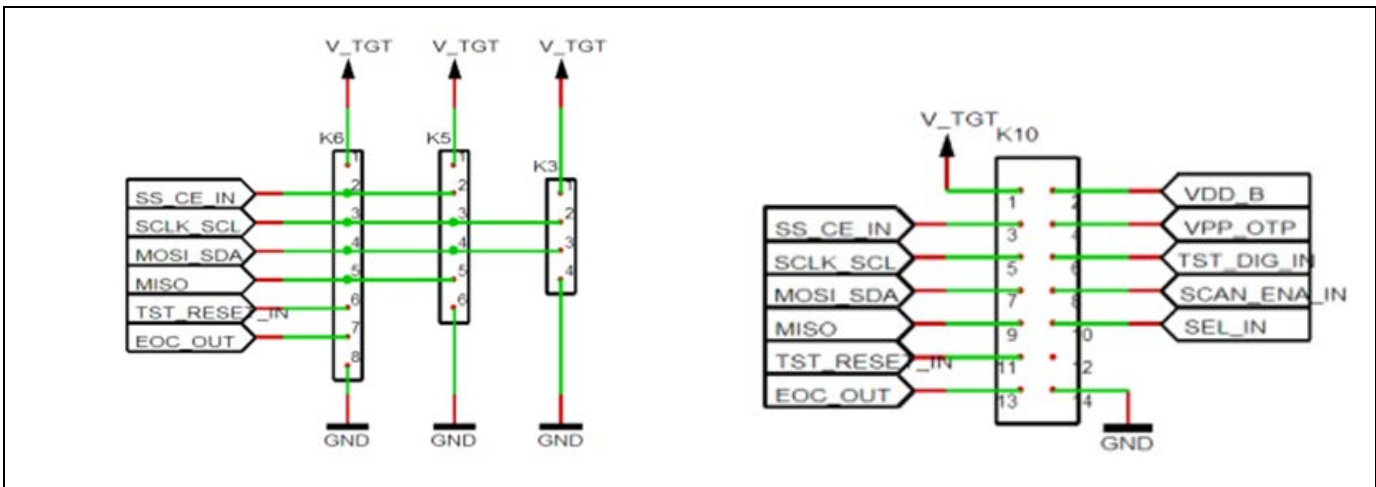 V_TGT V_TGT V_TGT
K6 K5 K3
1 1 1
SS_CE_IN 2 2 2
SCLK_SCL 3 3 3
MOSI_SDA 4 4 4
MISO 5 5
TST_RESET_IN 6 6
EOC_OUT 7
8
GND GND GND
V_TGT K10
1 2 VDD_B
SS_CE_IN 3 4 VPP_OTP
SCLK_SCL 5 6 TST_DIG_IN
MOSI_SDA 7 8 SCAN_ENA_IN
MISO 9 10 SEL_IN
TST_RESET_IN 11 12
EOC_OUT 13 14
GND